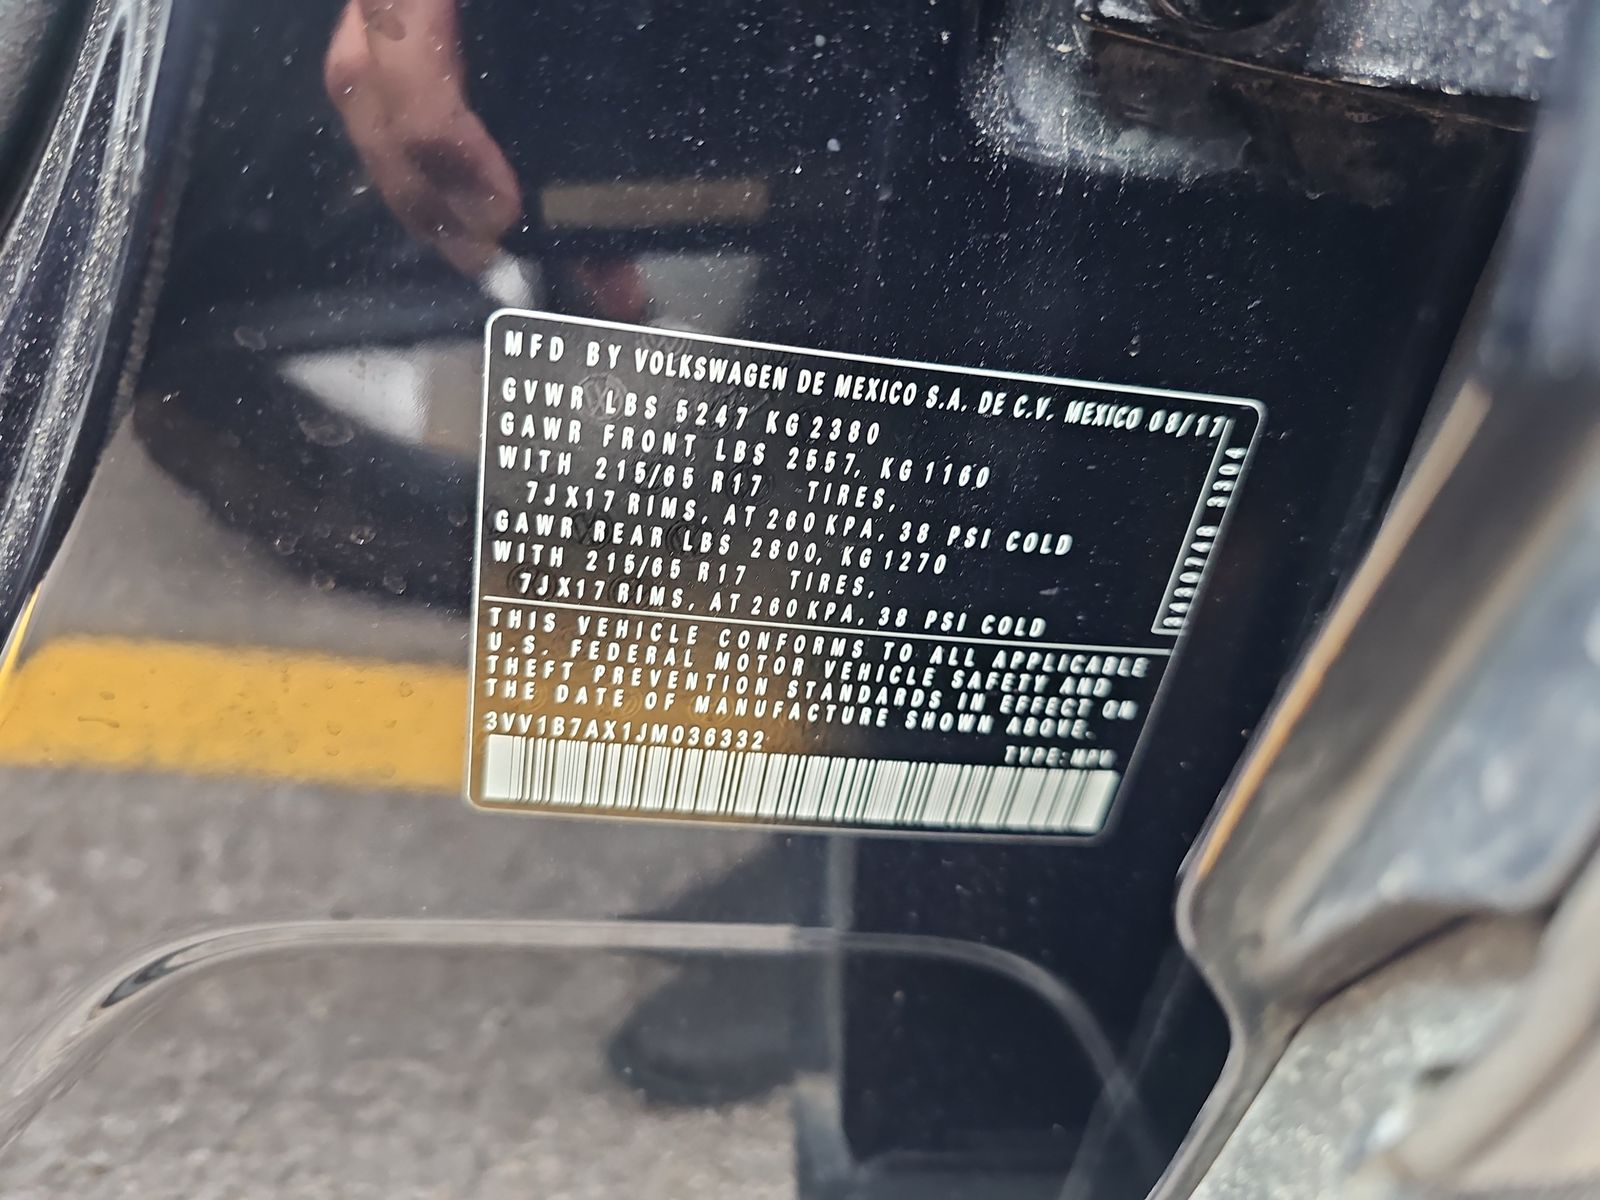 MFD BY VOLKSWAGEN DE MEXICO S.A. DE C.V. MEXICO 08/17
GVWR LBS 5247 KG 2380
GAWR FRONT LBS 2557, KG 1160
WITH 215/65 R17 TIRES,
7JX17 RIMS, AT 260 KPA, 38 PSI COLD
GAWR REAR LBS 2800, KG 1270
WITH 215/65 R17 TIRES,
7JX17 RIMS, AT 260 KPA, 38 PSI COLD
THIS VEHICLE CONFORMS TO ALL APPLICABLE
U.S. FEDERAL MOTOR VEHICLE SAFETY AND
THEFT PREVENTION STANDARDS IN EFFECT ON
THE DATE OF MANUFACTURE SHOWN ABOVE.
3VV1B7AX1JM036332
TYPE: MPV